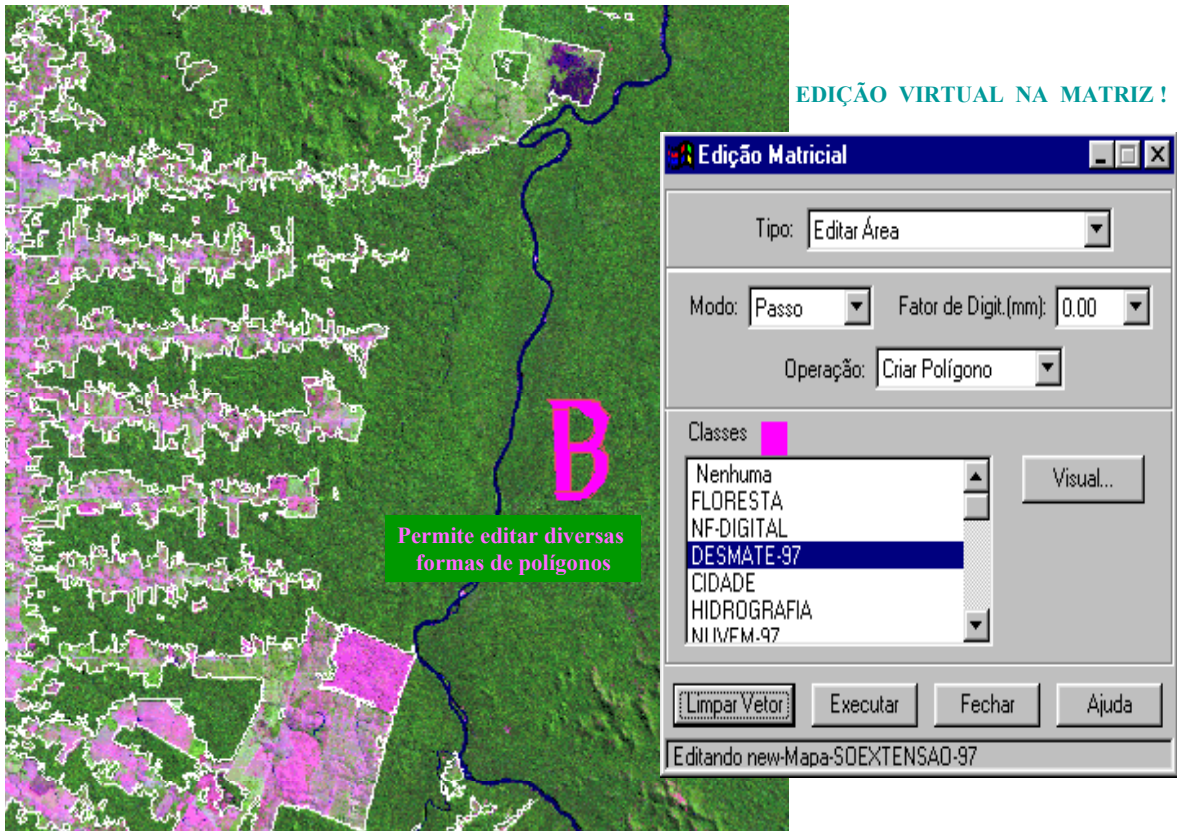 EDIÇÃO VIRTUAL NA MATRIZ !
Edição Matricial
Tipo: Editar Área
Modo: Passo Fator de Digit.(mm): 0.00
Operação: Criar Polígono
Classes
Nenhuma
FLORESTA
NF-DIGITAL
DESMATE-97
CIDADE
HIDROGRAFIA
NUVEM-97
Visual...
Limpar Vetor Executar Fechar Ajuda
Editando new-Mapa-SOEXTENSAO-97
B
Permite editar diversas
formas de polígonos